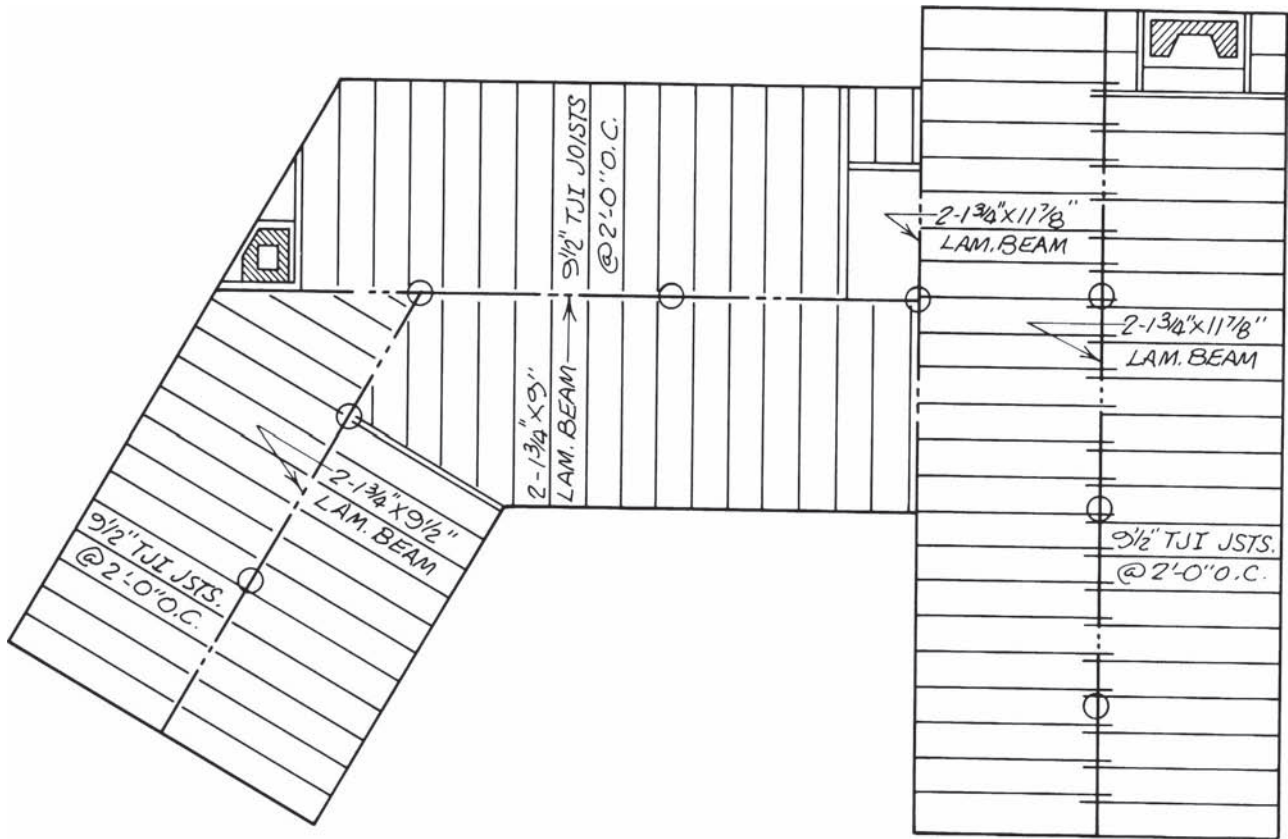 9½" TJI JOISTS
@ 2'-0" O.C.
2-1¾" X 9"
LAM. BEAM
2-1¾" X 11⅞"
LAM. BEAM
2-1¾" X 11⅞"
LAM. BEAM
2-1¾" X 9½"
LAM. BEAM
9½" TJI JSTS.
@ 2'-0" O.C.
9½" TJI JSTS.
@ 2'-0" O.C.